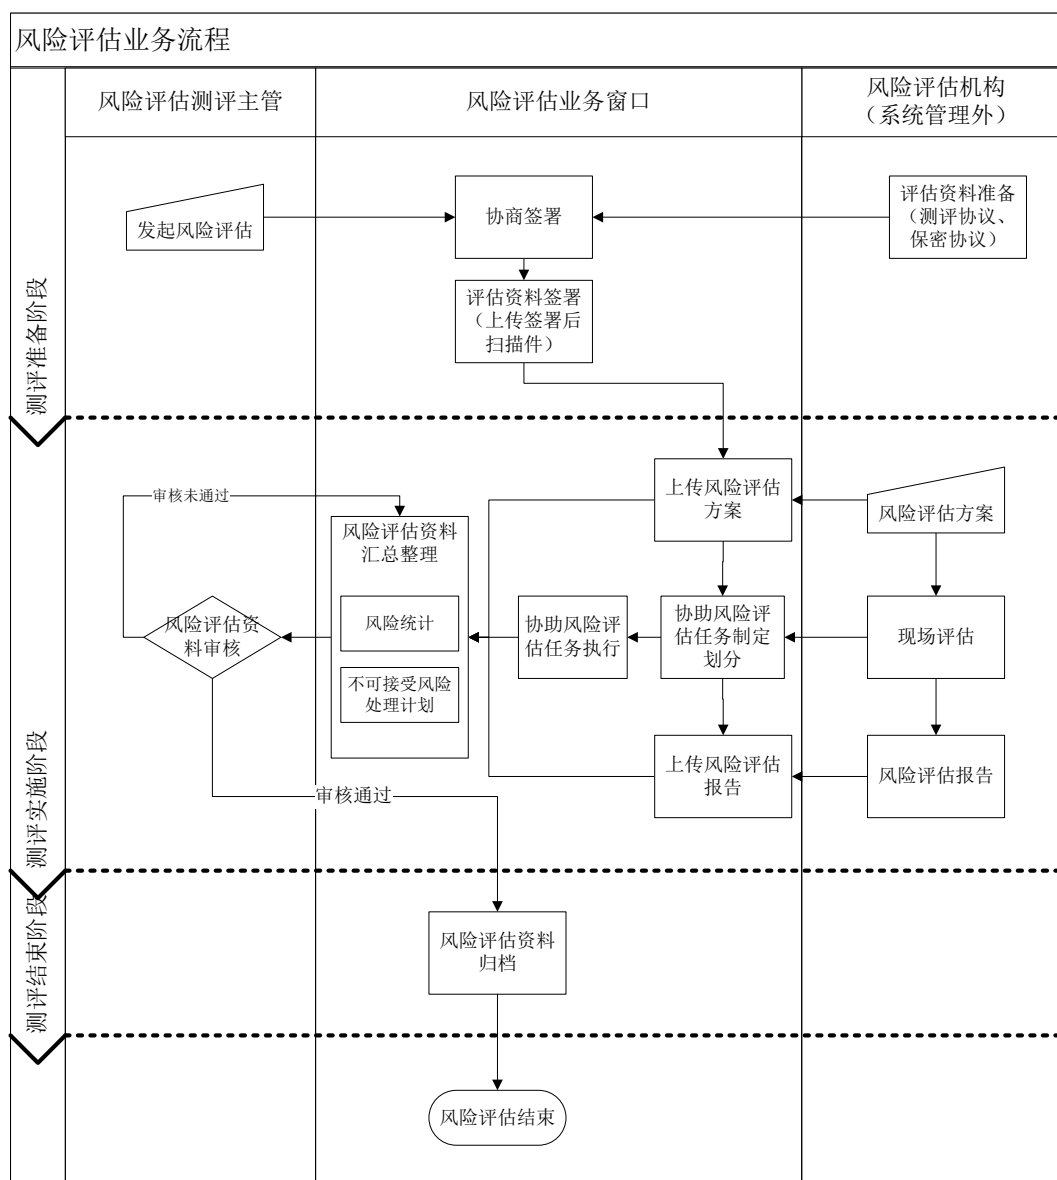 风险评估业务流程
风险评估测评主管
风险评估业务窗口
风险评估机构
（系统管理外）
测评准备阶段
发起风险评估
协商签署
评估资料准备
（测评协议、
保密协议）
评估资料签署
（上传签署后
扫描件）
测评实施阶段
审核未通过
风险评估资料
汇总整理
风险统计
不可接受风险
处理计划
风险评估资
料审核
上传风险评估
方案
风险评估方案
协助风险评
估任务执行
协助风险评
估任务制定
划分
现场评估
上传风险评估
报告
风险评估报告
审核通过
测评结束阶段
风险评估资料
归档
风险评估结束